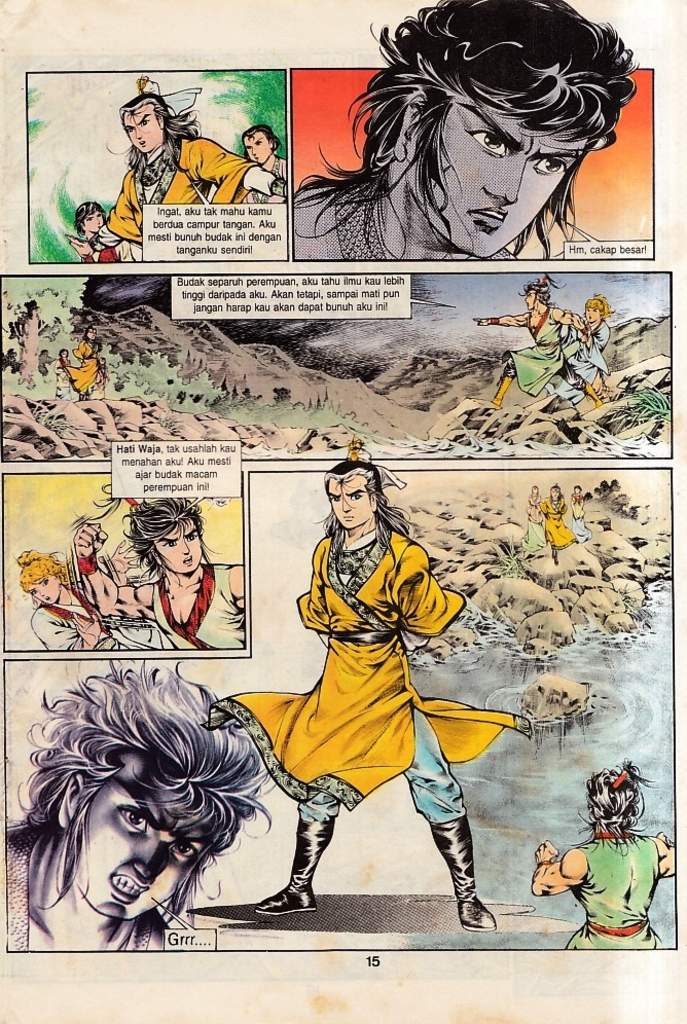 Ingat, aku tak mahu kamu
berdua campur tangan. Aku
mesti bunuh budak ini dengan
tanganku sendiri!
Hm, cakap besar!
Budak separuh perempuan, aku tahu ilmu kau lebih
tinggi daripada aku. Akan tetapi, sampai mati pun
jangan harap kau akan dapat bunuh aku ini!
Hati Waja, tak usahlah kau
menahan aku! Aku mesti
ajar budak macam
perempuan ini!
Grrr....
15